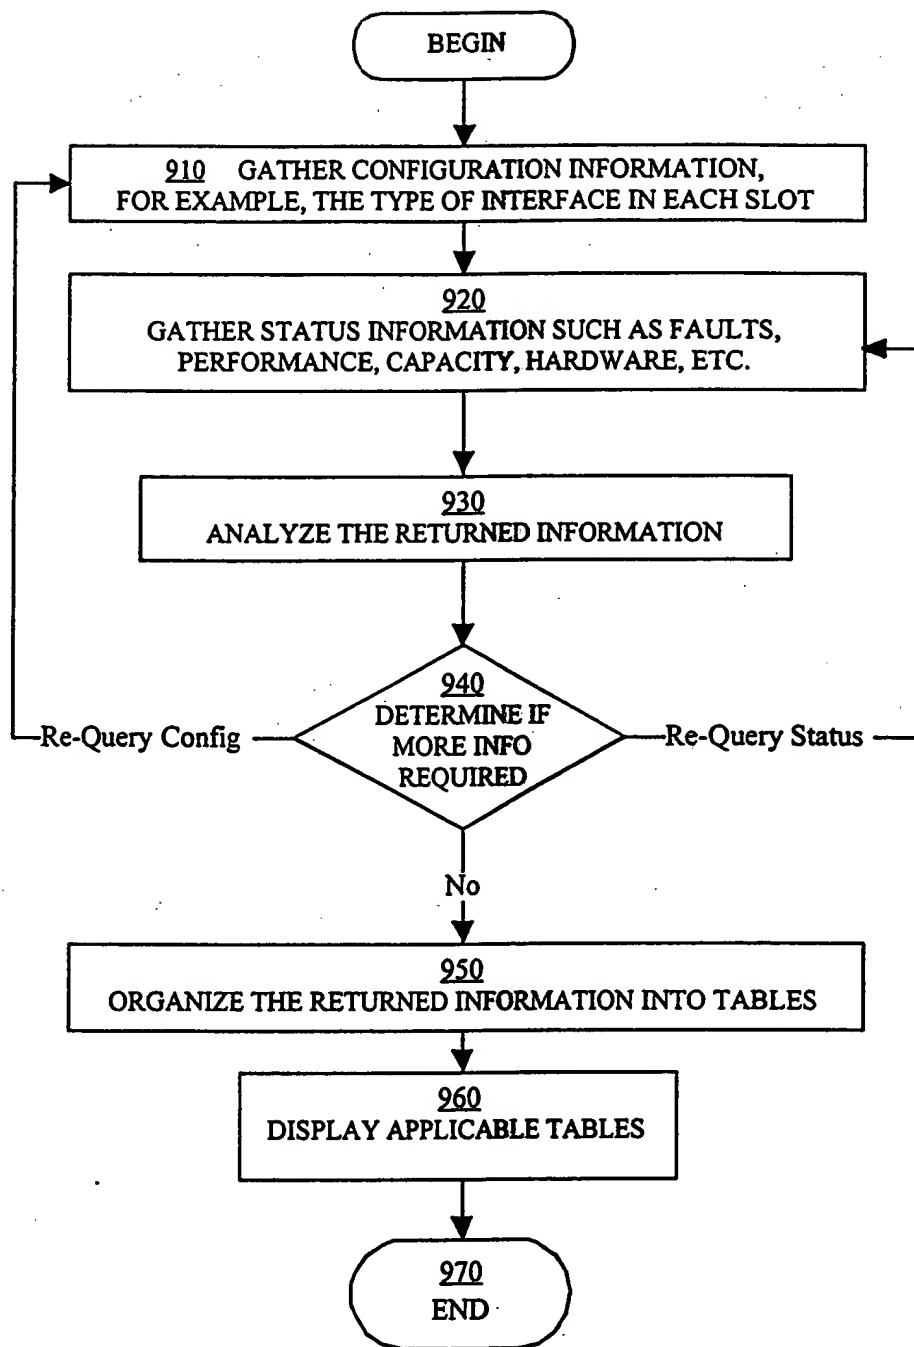 BEGIN
910 GATHER CONFIGURATION INFORMATION,
FOR EXAMPLE, THE TYPE OF INTERFACE IN EACH SLOT
920
GATHER STATUS INFORMATION SUCH AS FAULTS,
PERFORMANCE, CAPACITY, HARDWARE, ETC.
930
ANALYZE THE RETURNED INFORMATION
940
DETERMINE IF
MORE INFO
REQUIRED
Re-Query Config
Re-Query Status
No
950
ORGANIZE THE RETURNED INFORMATION INTO TABLES
960
DISPLAY APPLICABLE TABLES
970
END